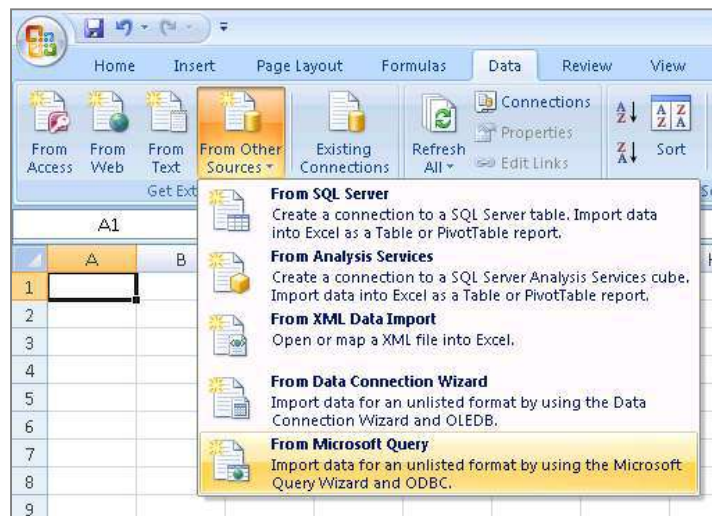 Home Insert Page Layout Formulas Data Review View
From Access
From Web
From Text
From Other Sources
Existing Connections
Refresh All
Connections
Properties
Edit Links
A Z
Z A
A Z
Z A
Sort
Get Ext
A1
A B
1
2
3
4
5
6
7
8
9
From SQL Server
Create a connection to a SQL Server table. Import data
into Excel as a Table or PivotTable report.
From Analysis Services
Create a connection to a SQL Server Analysis Services cube.
Import data into Excel as a Table or PivotTable report.
From XML Data Import
Open or map a XML file into Excel.
From Data Connection Wizard
Import data for an unlisted format by using the Data
Connection Wizard and OLEDB.
From Microsoft Query
Import data for an unlisted format by using the Microsoft
Query Wizard and ODBC.